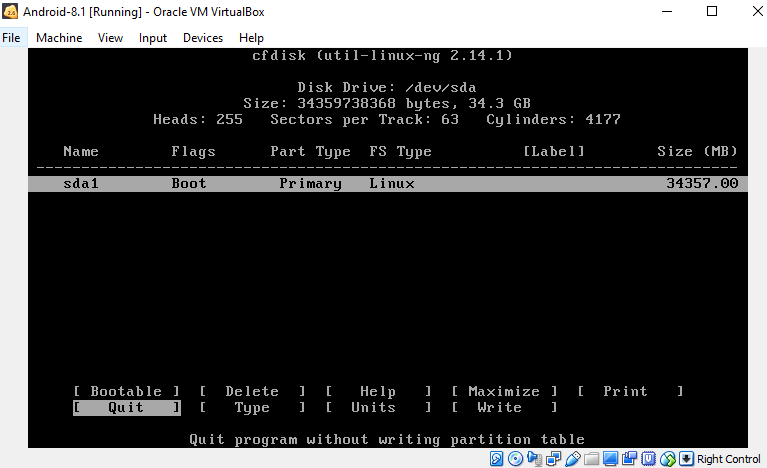 Android-8.1 [Running] - Oracle VM VirtualBox
File Machine View Input Devices Help
cfdisk (util-linux-ng 2.14.1)
Disk Drive: /dev/sda
Size: 34359738368 bytes, 34.3 GB
Heads: 255 Sectors per Track: 63 Cylinders: 4177
Name Flags Part Type FS Type [Label] Size (MB)
sda1 Boot Primary Linux 34357.00
[ Bootable ] [ Delete ] [ Help ] [ Maximize ] [ Print ]
[ Quit ] [ Type ] [ Units ] [ Write ]
Quit program without writing partition table
Right Control